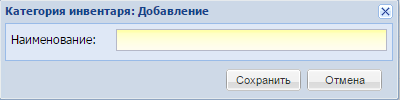 Категория инвентаря: Добавление
Наименование:
Сохранить Отмена